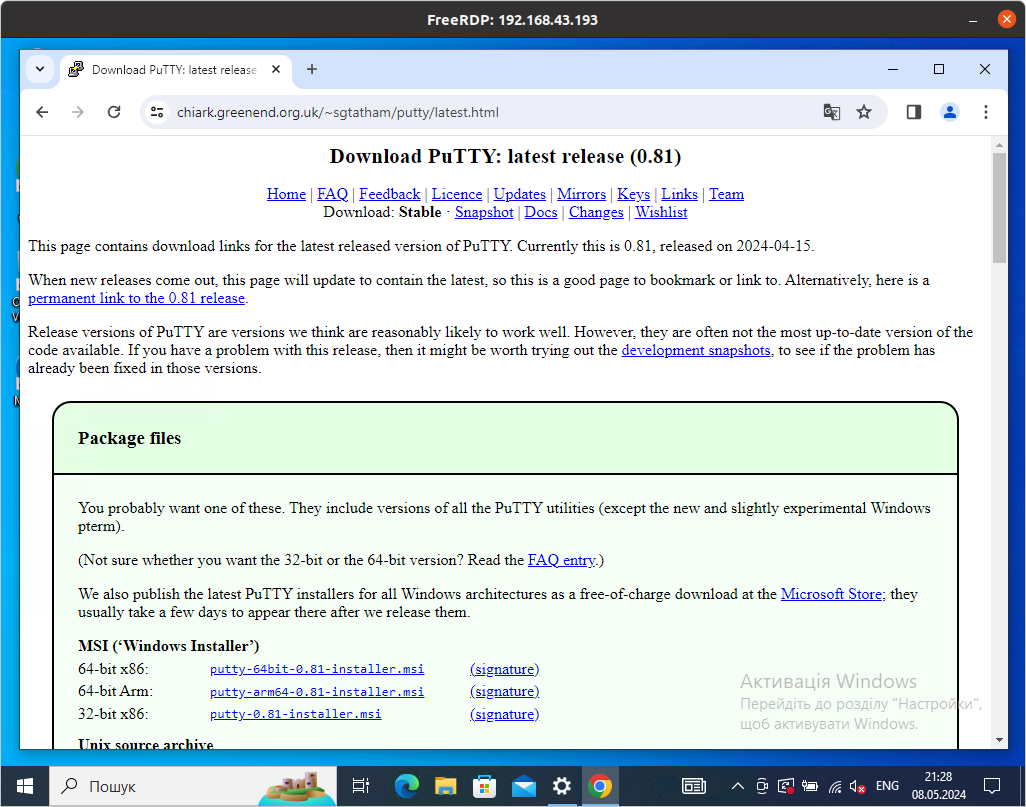 FreeRDP: 192.168.43.193
Download PuTTY: latest release
chiark.greenend.org.uk/~sgtatham/putty/latest.html
Download PuTTY: latest release (0.81)
Home | FAQ | Feedback | Licence | Updates | Mirrors | Keys | Links | Team
Download: Stable · Snapshot | Docs | Changes | Wishlist
This page contains download links for the latest released version of PuTTY. Currently this is 0.81, released on 2024-04-15.
When new releases come out, this page will update to contain the latest, so this is a good page to bookmark or link to. Alternatively, here is a
permanent link to the 0.81 release.
Release versions of PuTTY are versions we think are reasonably likely to work well. However, they are often not the most up-to-date version of the
code available. If you have a problem with this release, then it might be worth trying out the development snapshots, to see if the problem has
already been fixed in those versions.
Package files
You probably want one of these. They include versions of all the PuTTY utilities (except the new and slightly experimental Windows
pterm).
(Not sure whether you want the 32-bit or the 64-bit version? Read the FAQ entry.)
We also publish the latest PuTTY installers for all Windows architectures as a free-of-charge download at the Microsoft Store; they
usually take a few days to appear there after we release them.
MSI (‘Windows Installer’)
64-bit x86: putty-64bit-0.81-installer.msi (signature)
64-bit Arm: putty-arm64-0.81-installer.msi (signature)
32-bit x86: putty-0.81-installer.msi (signature)
Unix source archive
Активація Windows
Перейдіть до розділу "Настройки",
щоб активувати Windows.
Пошук
ENG
21:28
08.05.2024